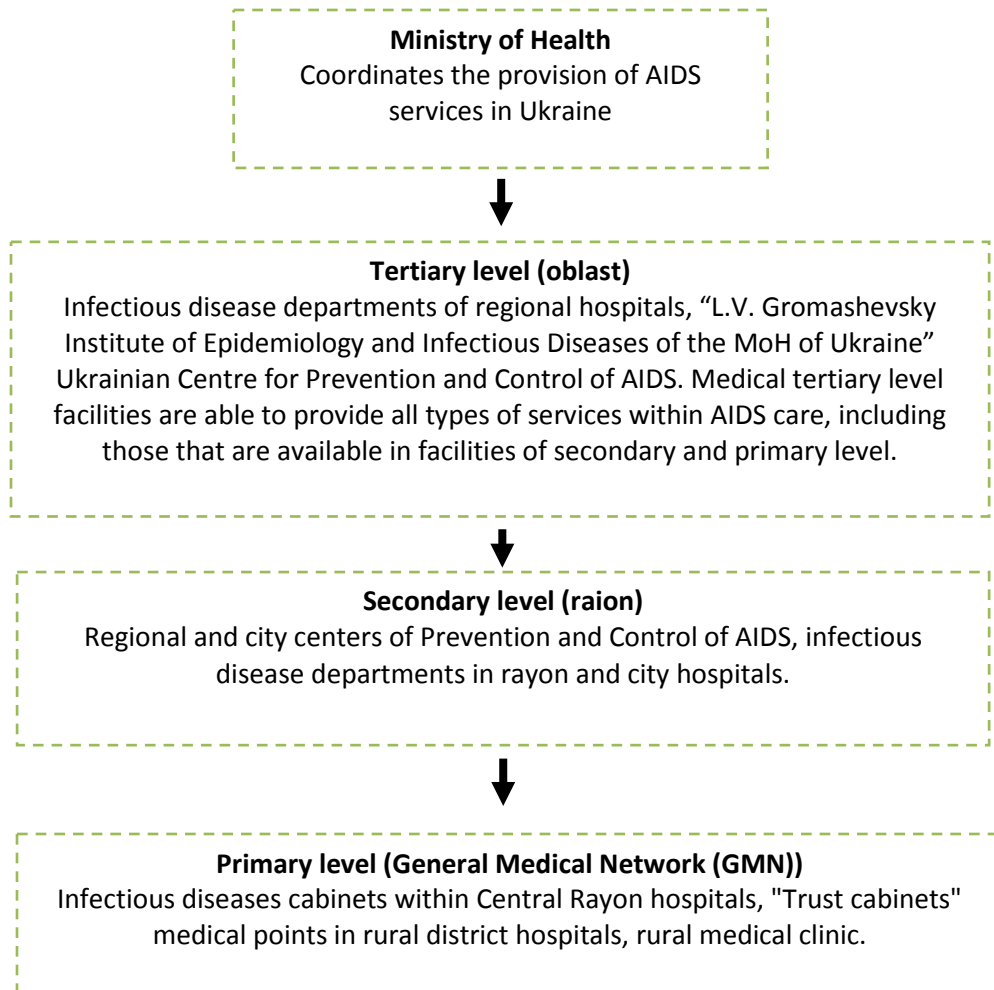 Ministry of Health
Coordinates the provision of AIDS
services in Ukraine
Tertiary level (oblast)
Infectious disease departments of regional hospitals, “L.V. Gromashevsky
Institute of Epidemiology and Infectious Diseases of the MoH of Ukraine”
Ukrainian Centre for Prevention and Control of AIDS. Medical tertiary level
facilities are able to provide all types of services within AIDS care, including
those that are available in facilities of secondary and primary level.
Secondary level (raion)
Regional and city centers of Prevention and Control of AIDS, infectious
disease departments in rayon and city hospitals.
Primary level (General Medical Network (GMN))
Infectious diseases cabinets within Central Rayon hospitals, "Trust cabinets"
medical points in rural district hospitals, rural medical clinic.